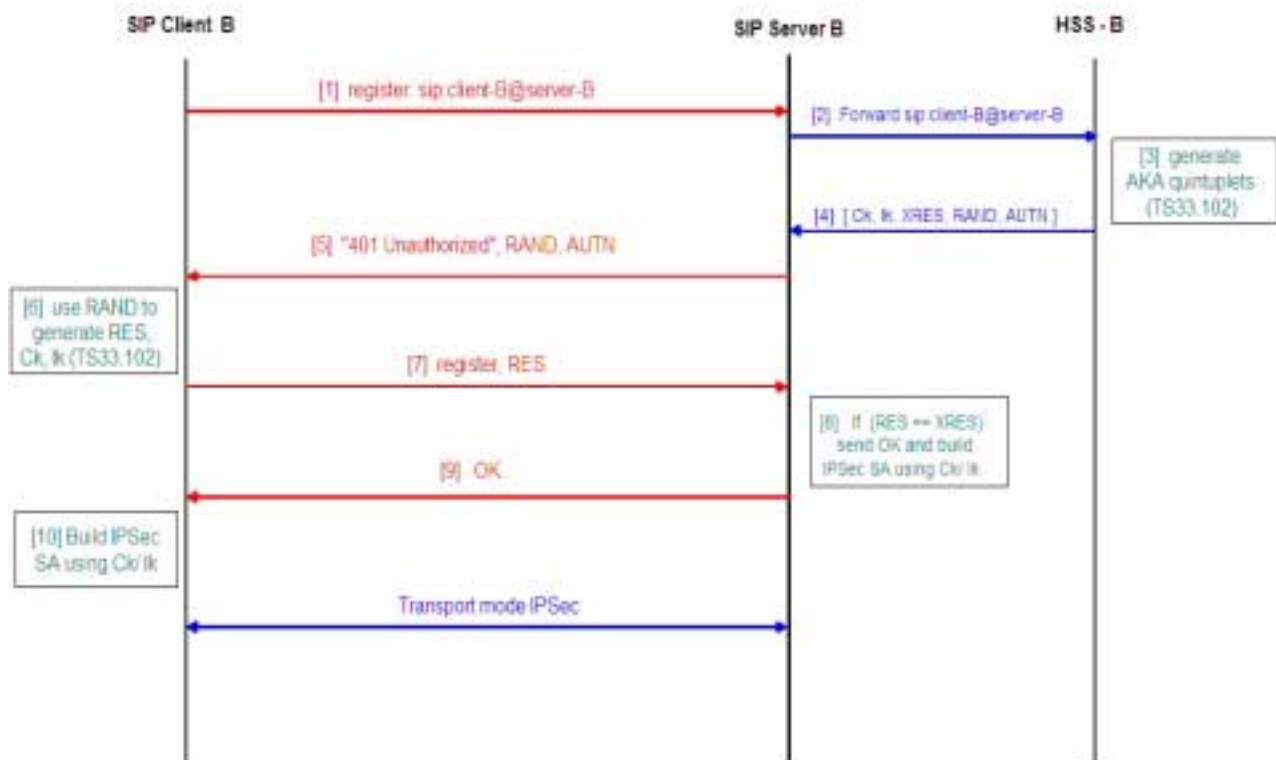 SIP Client B
SIP Server B
HSS - B
[1] register: sip:client-B@server-B
[2] Forward sip:client-B@server-B
[3] generate
AKA quintuplets
(TS33.102)
[4] [ Ck, Ik, XRES, RAND, AUTN ]
[5] "401 Unauthorized", RAND, AUTN
[6] use RAND to
generate RES,
Ck, Ik (TS33.102)
[7] register, RES
[8] If (RES == XRES)
send OK and build
IPSec SA using Ck/ Ik
[9] OK
[10] Build IPSec
SA using Ck/ Ik
Transport mode IPSec